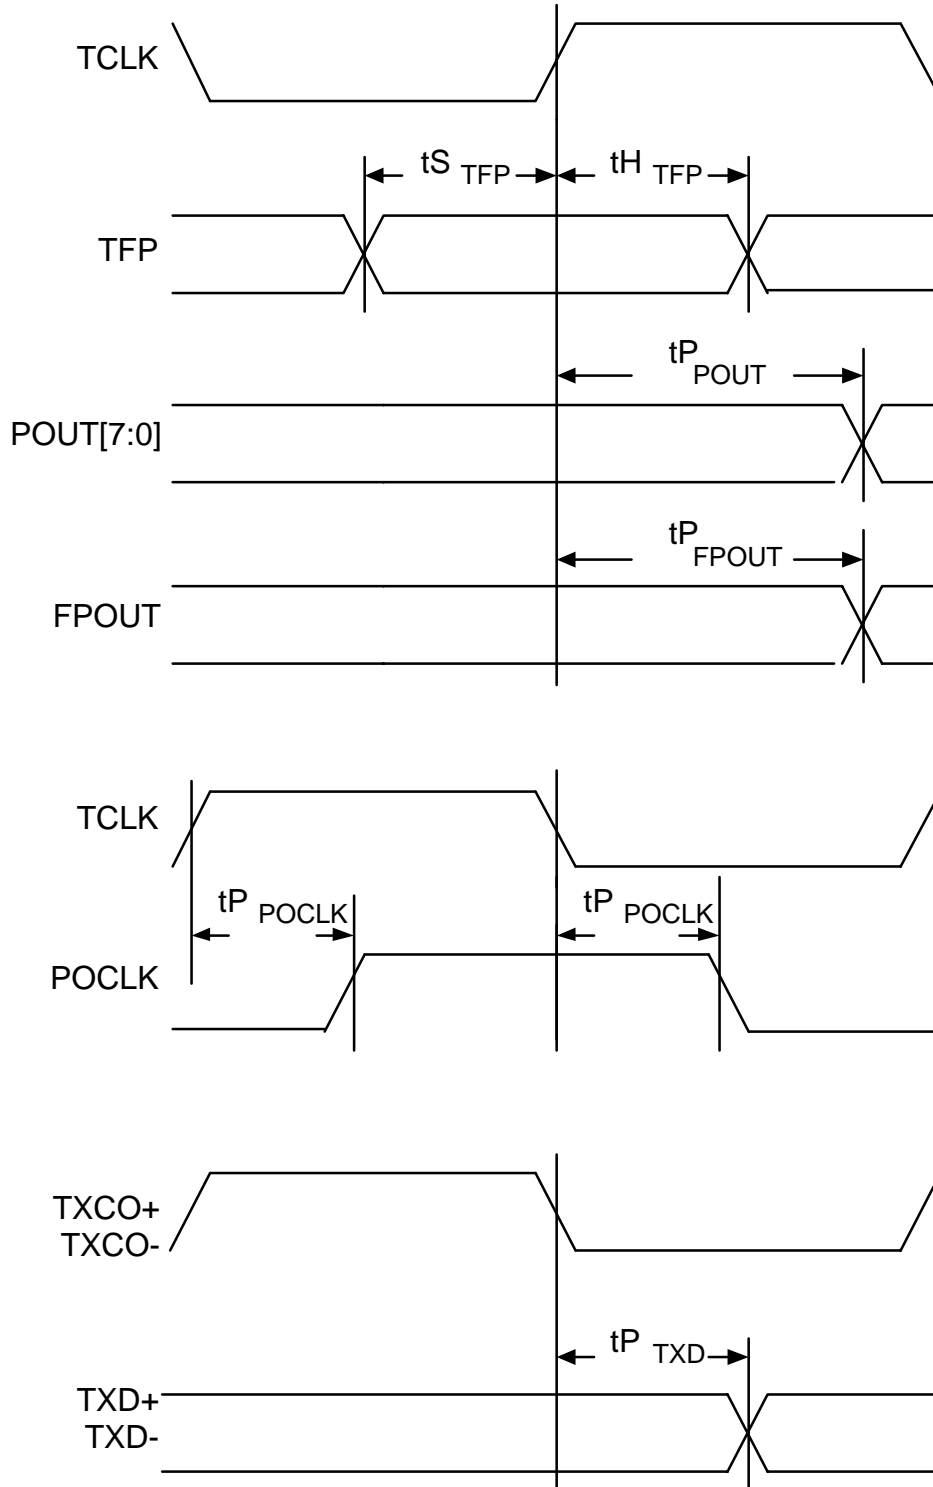 TCLK
tS TFP
tH TFP
TFP
tP POUT
POUT[7:0]
tP FPOUT
FPOUT
TCLK
tP POCLK
tP POCLK
POCLK
TXCO+
TXCO-
tP TXD
TXD+
TXD-